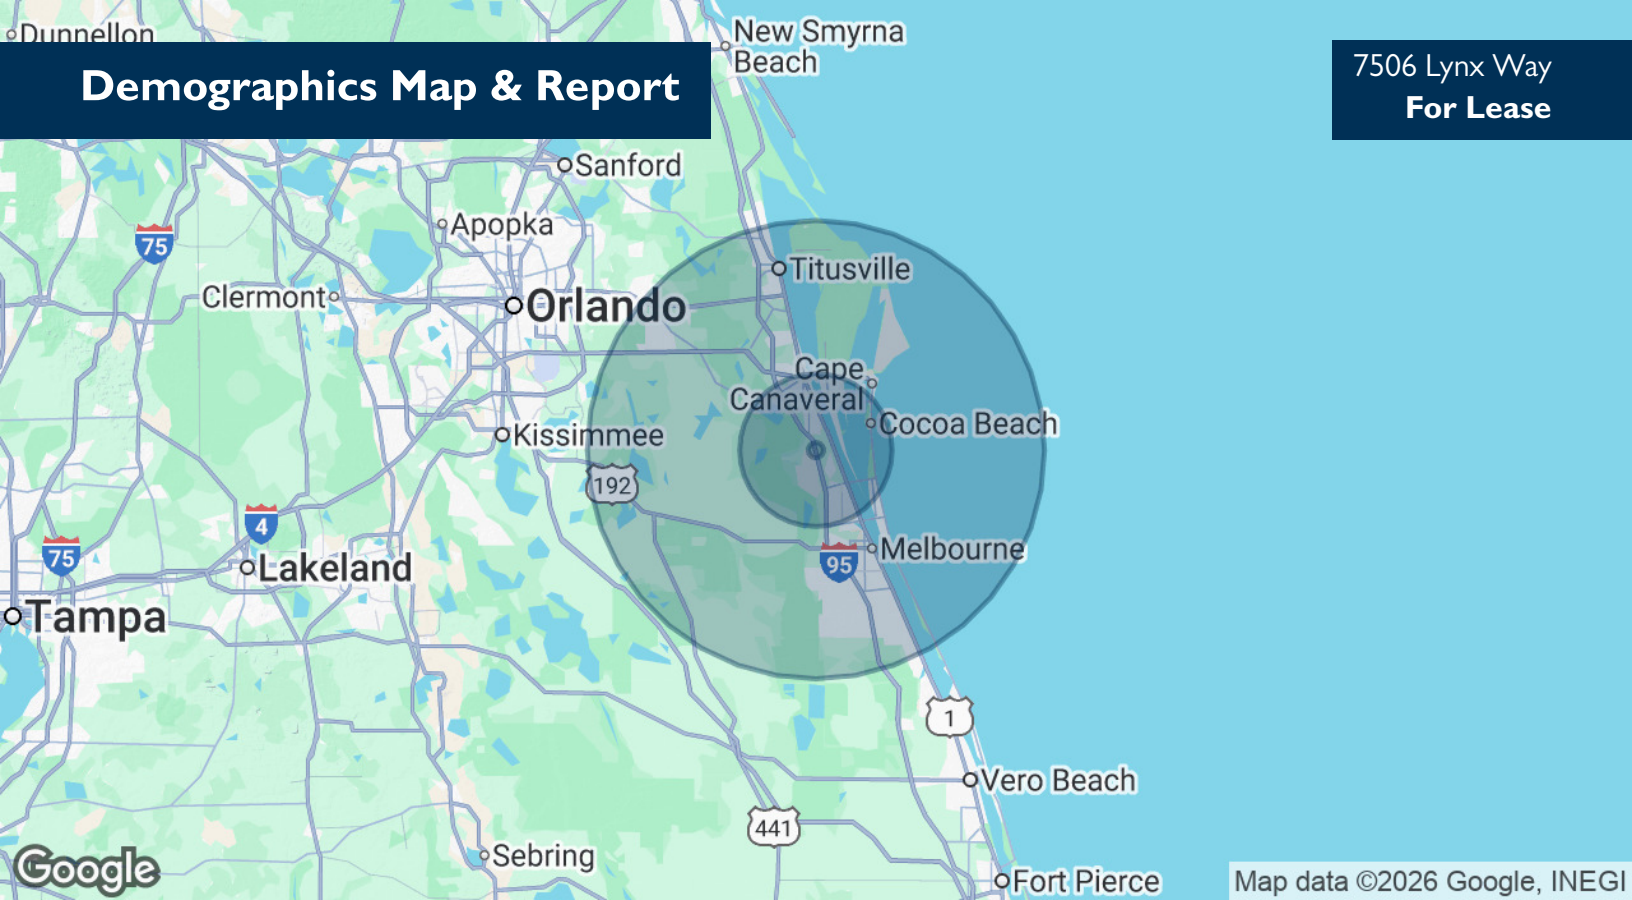 Dunnellon
New Smyrna
Beach
Demographics Map & Report
7506 Lynx Way
For Lease
Sanford
Apopka
75
Titusville
Clermont
Orlando
Cape
Canaveral
Cocoa Beach
Kissimmee
192
4
75
95
Melbourne
Lakeland
Tampa
1
Vero Beach
441
Sebring
Google
Fort Pierce
Map data ©2026 Google, INEGI